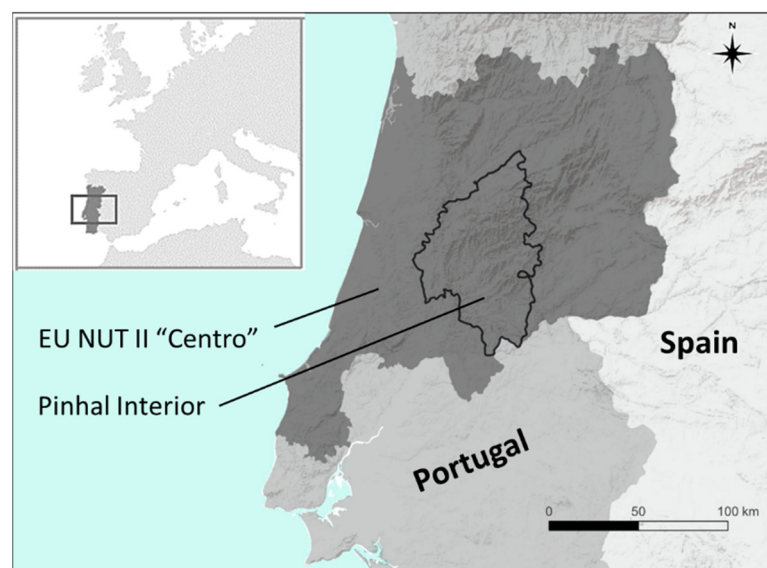 N
EU NUT II “Centro”
Spain
Pinhal Interior
Portugal
0 50 100 km